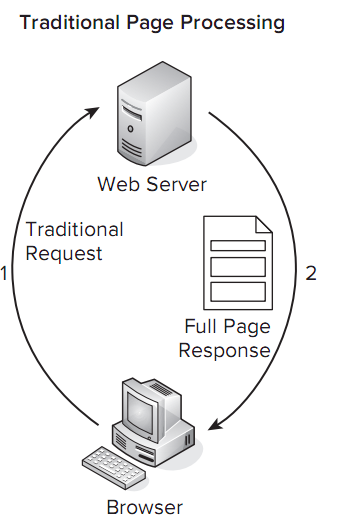 Traditional Page Processing
Web Server
Traditional
Request
1
2
Full Page
Response
Browser